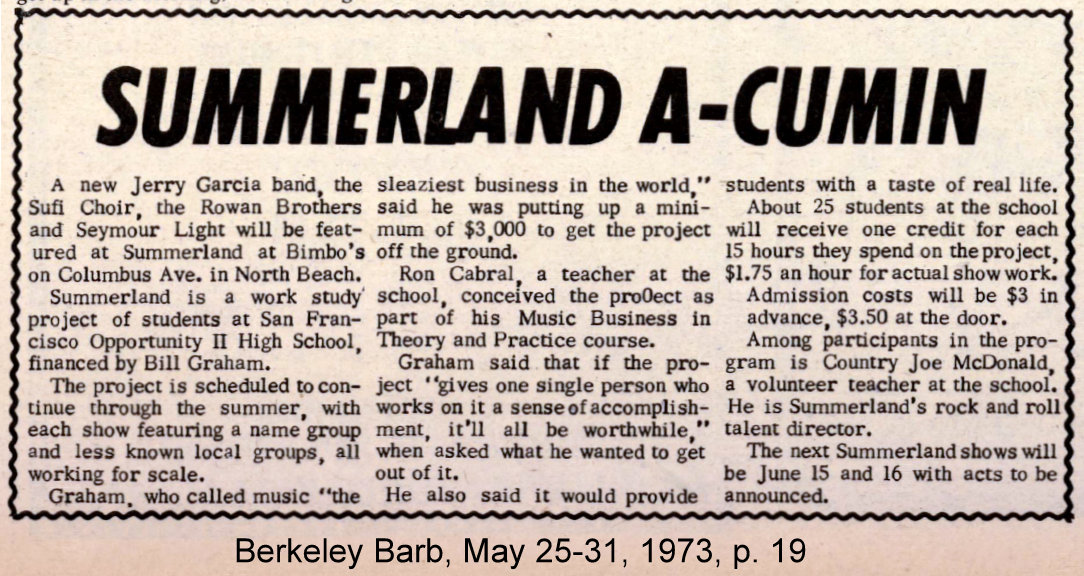 SUMMERLAND A-CUMIN
A new Jerry Garcia band, the
Sufi Choir, the Rowan Brothers
and Seymour Light will be feat-
ured at Summerland at Bimbo's
on Columbus Ave. in North Beach.
Summerland is a work study
project of students at San Fran-
cisco Opportunity II High School,
financed by Bill Graham.
The project is scheduled to con-
tinue through the summer, with
each show featuring a name group
and less known local groups, all
working for scale.
Graham, who called music "the
sleaziest business in the world,"
said he was putting up a mini-
mum of $3,000 to get the project
off the ground.
Ron Cabral, a teacher at the
school, conceived the pro0ect as
part of his Music Business in
Theory and Practice course.
Graham said that if the pro-
ject "gives one single person who
works on it a sense of accomplish-
ment, it'll all be worthwhile,"
when asked what he wanted to get
out of it.
He also said it would provide
students with a taste of real life.
About 25 students at the school
will receive one credit for each
15 hours they spend on the project,
$1.75 an hour for actual show work.
Admission costs will be $3 in
advance, $3.50 at the door.
Among participants in the pro-
gram is Country Joe McDonald,
a volunteer teacher at the school.
He is Summerland's rock and roll
talent director.
The next Summerland shows will
be June 15 and 16 with acts to be
announced.
Berkeley Barb, May 25-31, 1973, p. 19